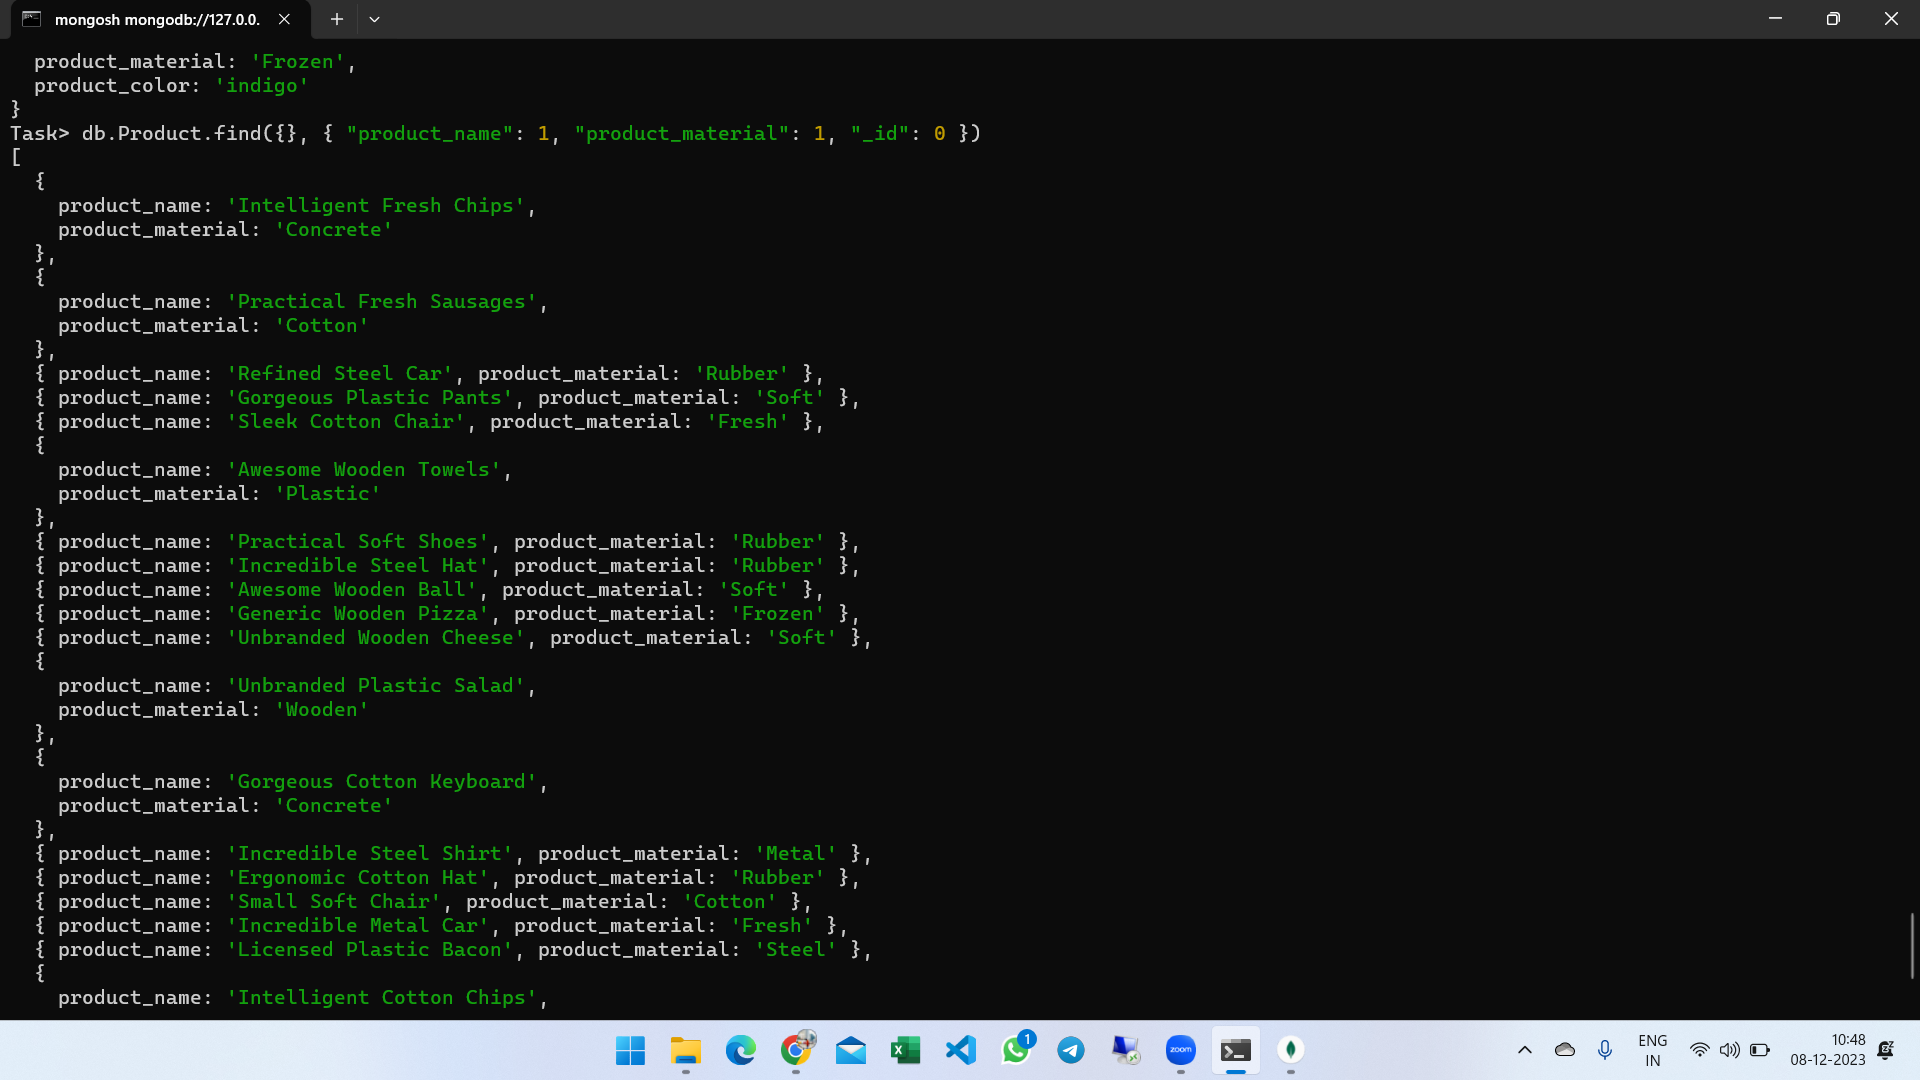 mongosh mongodb://127.0.0.
  product_material: 'Frozen',
  product_color: 'indigo'
}
Task> db.Product.find({}, { "product_name": 1, "product_material": 1, "_id": 0 })
[
  {
    product_name: 'Intelligent Fresh Chips',
    product_material: 'Concrete'
  },
  {
    product_name: 'Practical Fresh Sausages',
    product_material: 'Cotton'
  },
  { product_name: 'Refined Steel Car', product_material: 'Rubber' },
  { product_name: 'Gorgeous Plastic Pants', product_material: 'Soft' },
  { product_name: 'Sleek Cotton Chair', product_material: 'Fresh' },
  {
    product_name: 'Awesome Wooden Towels',
    product_material: 'Plastic'
  },
  { product_name: 'Practical Soft Shoes', product_material: 'Rubber' },
  { product_name: 'Incredible Steel Hat', product_material: 'Rubber' },
  { product_name: 'Awesome Wooden Ball', product_material: 'Soft' },
  { product_name: 'Generic Wooden Pizza', product_material: 'Frozen' },
  { product_name: 'Unbranded Wooden Cheese', product_material: 'Soft' },
  {
    product_name: 'Unbranded Plastic Salad',
    product_material: 'Wooden'
  },
  {
    product_name: 'Gorgeous Cotton Keyboard',
    product_material: 'Concrete'
  },
  { product_name: 'Incredible Steel Shirt', product_material: 'Metal' },
  { product_name: 'Ergonomic Cotton Hat', product_material: 'Rubber' },
  { product_name: 'Small Soft Chair', product_material: 'Cotton' },
  { product_name: 'Incredible Metal Car', product_material: 'Fresh' },
  { product_name: 'Licensed Plastic Bacon', product_material: 'Steel' },
  {
    product_name: 'Intelligent Cotton Chips',
1
zoom
ENG
IN
10:48
08-12-2023